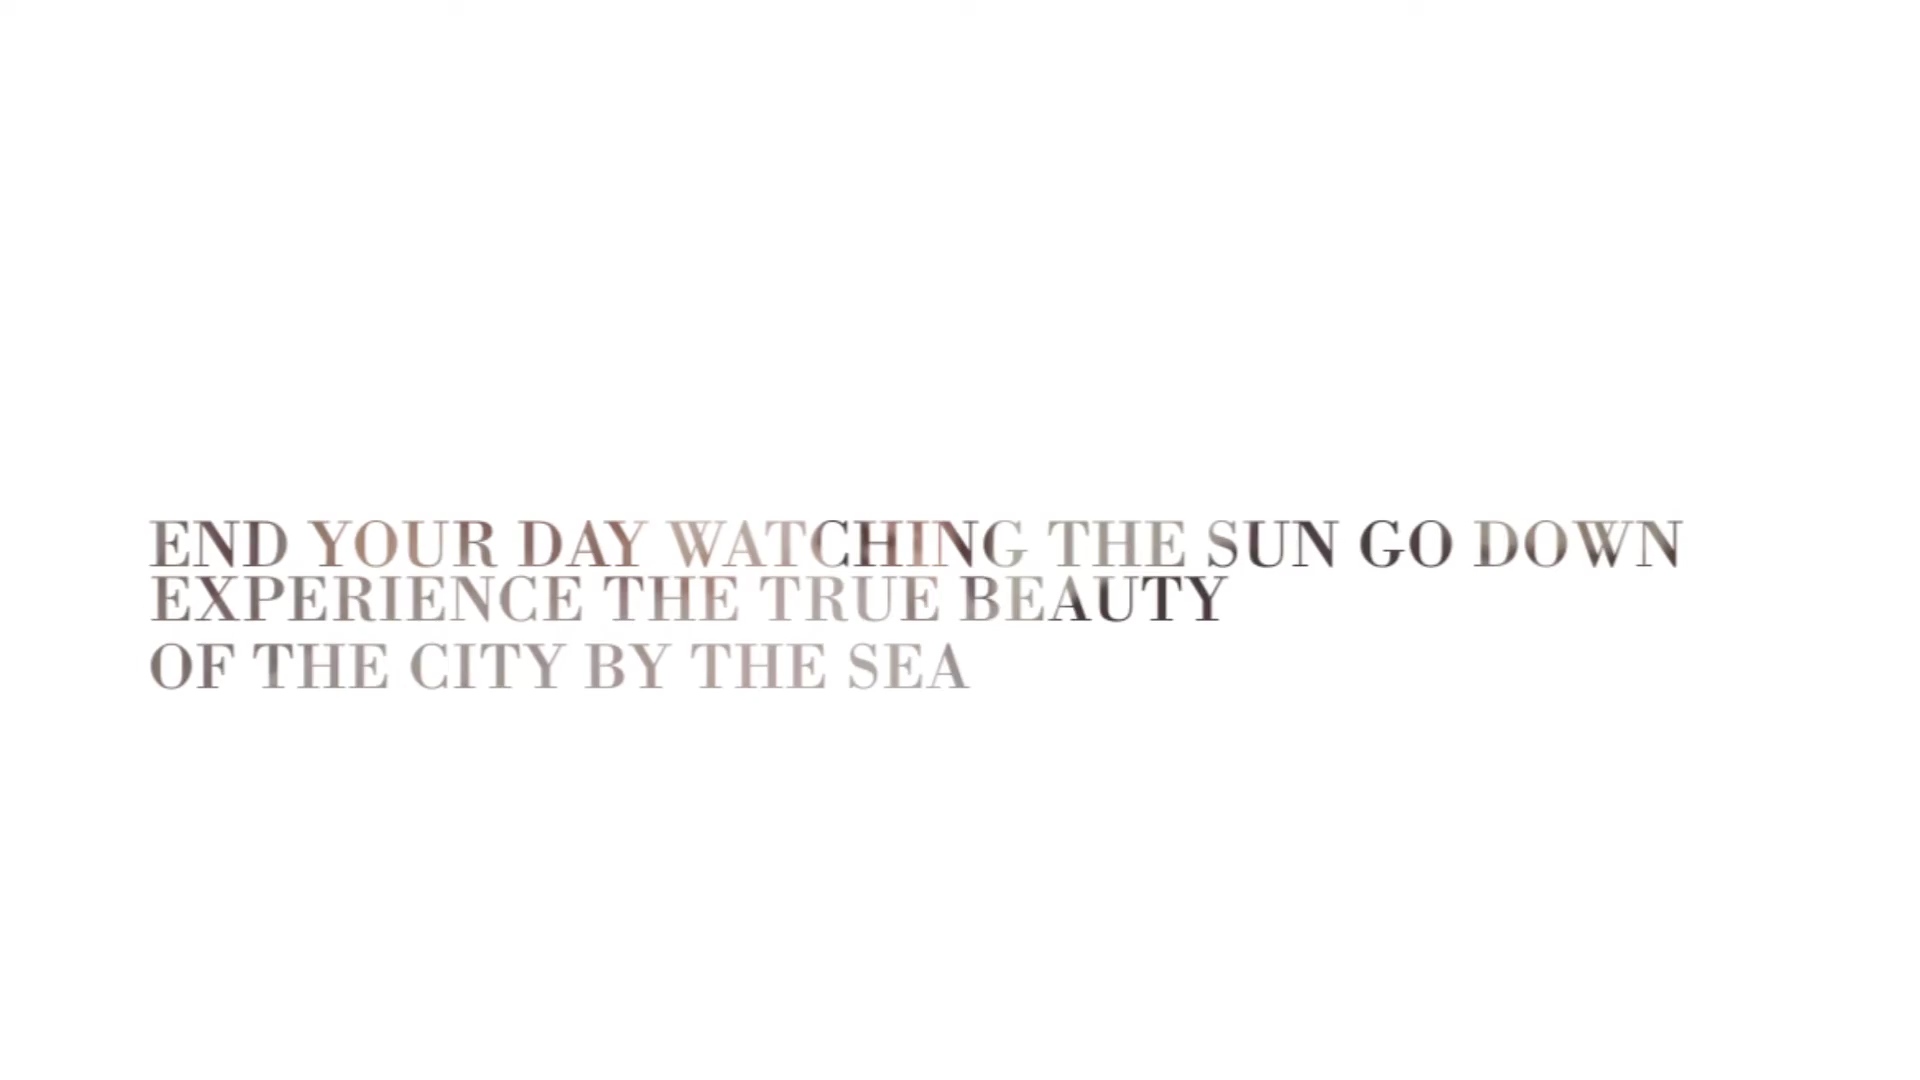 END YOUR DAY WATCHING THE SUN GO DOWN
EXPERIENCE THE TRUE BEAUTY
OF THE CITY BY THE SEA